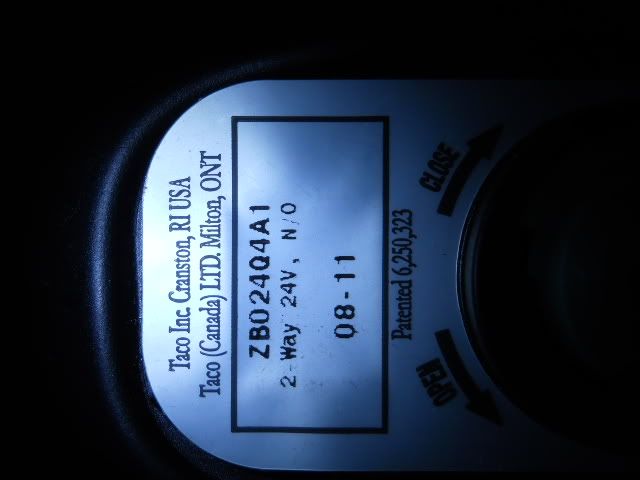 Taco Inc. Cranston, RI USA
Taco (Canada) LTD. Milton, ONT
ZB024Q4A1
2-Way 24V, N/O
08-11
Patented 6,250,323
OPEN
CLOSE